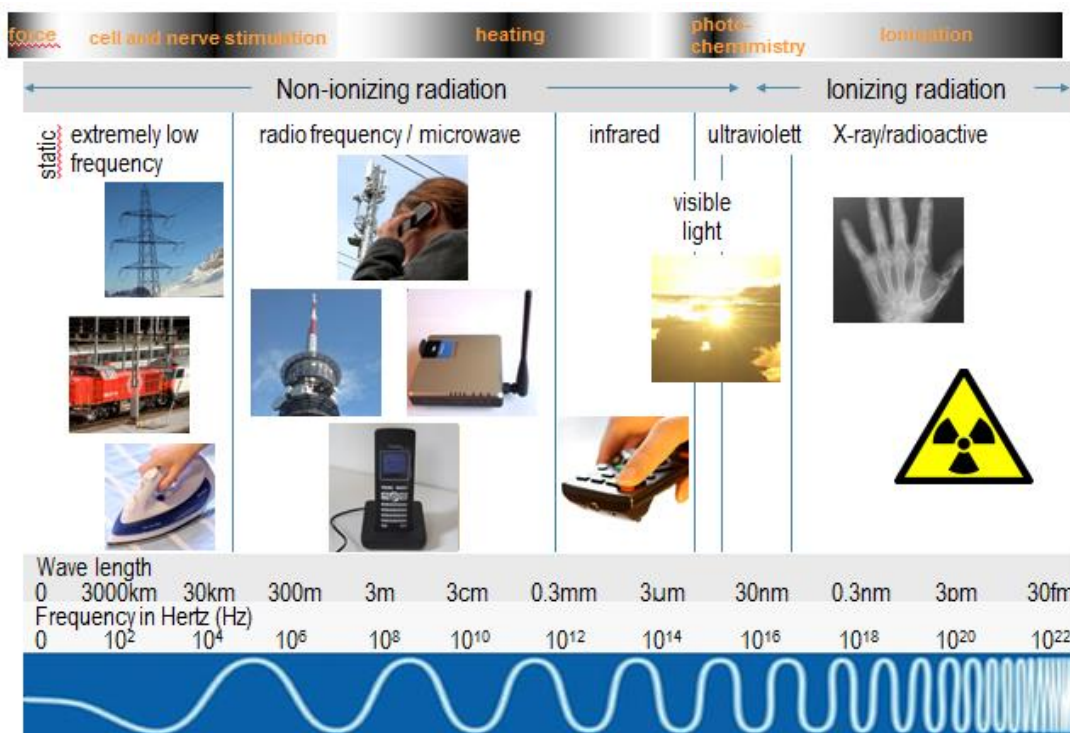 force cell and nerve stimulation heating photo-
chemmistry Ionisation
Non-ionizing radiation Ionizing radiation
static extremely low
frequency radio frequency / microwave infrared ultraviolett X-ray/radioactive
visible
light
Wave length
0 3000km 30km 300m 3m 3cm 0.3mm 3um 30nm 0.3nm 3pm 30fm
Frequency in Hertz (Hz)
0 10² 10⁴ 10⁶ 10⁸ 10¹⁰ 10¹² 10¹⁴ 10¹⁶ 10¹⁸ 10²⁰ 10²²